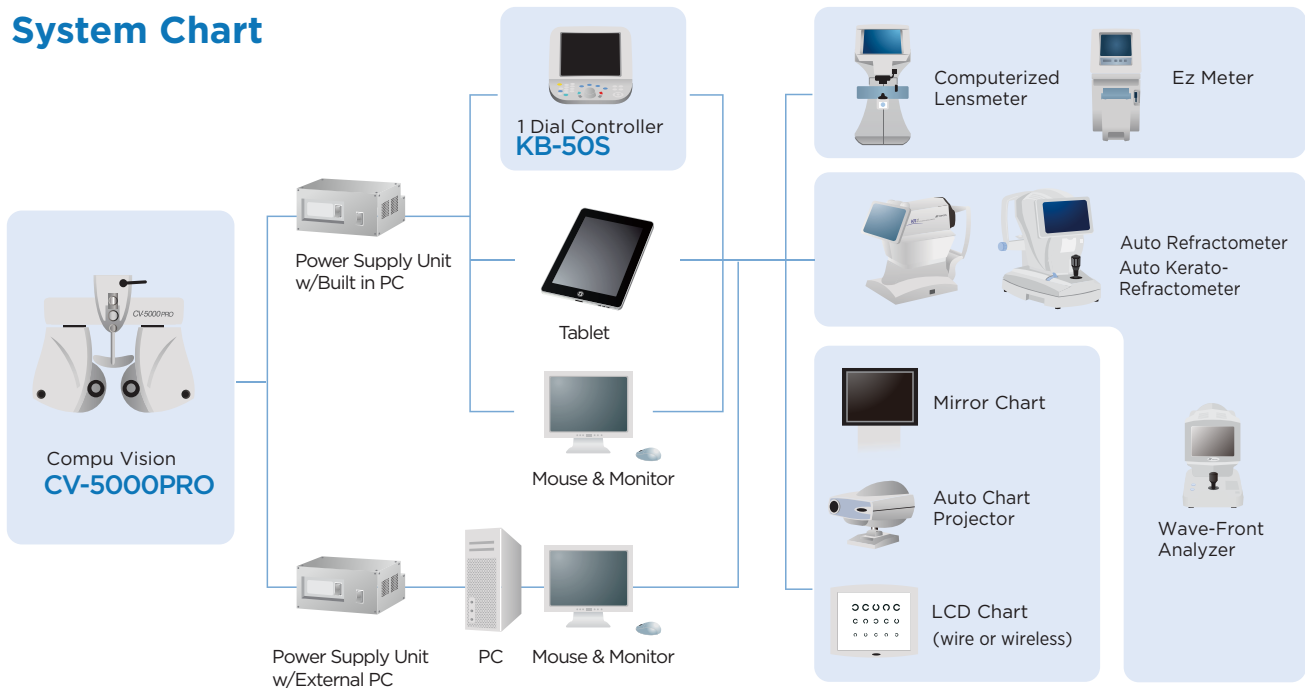 System Chart
1 Dial Controller
KB-50S
Computerized
Lensmeter
Ez Meter
Power Supply Unit
w/Built in PC
Tablet
Auto Refractometer
Auto Kerato-
Refractometer
CV-5000PRO
Compu Vision
CV-5000PRO
Mouse & Monitor
Mirror Chart
Auto Chart
Projector
Wave-Front
Analyzer
LCD Chart
(wire or wireless)
Power Supply Unit
w/External PC
PC
Mouse & Monitor